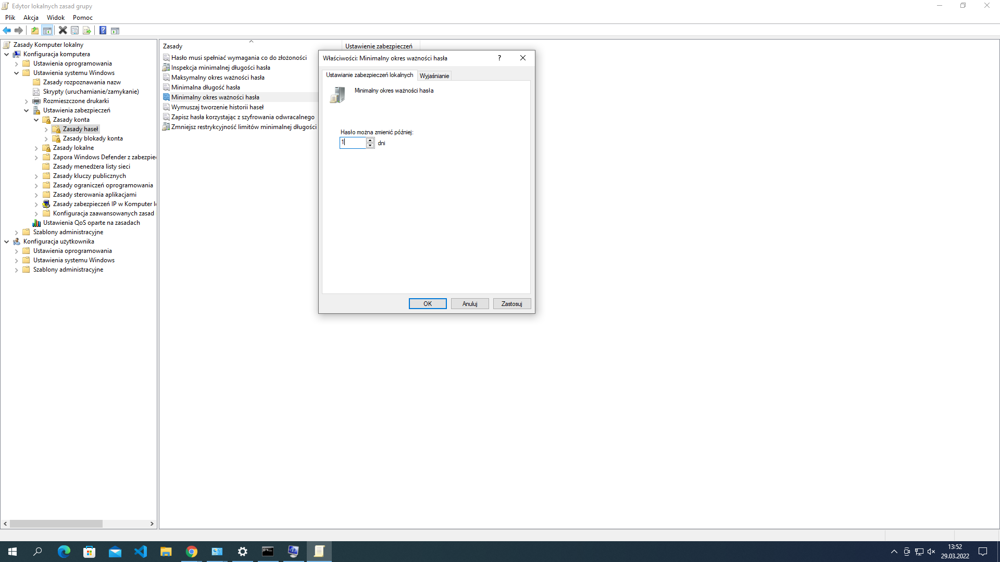 Edytor lokalnych zasad grupy
Plik Akcja Widok Pomoc
Zasady Komputer lokalny
Konfiguracja komputera
Ustawienia oprogramowania
Ustawienia systemu Windows
Zasady rozpoznawania nazw
Skrypty (uruchamianie/zamykanie)
Rozmieszczone drukarki
Ustawienia zabezpieczeń
Zasady konta
Zasady haseł
Zasady blokady konta
Zasady lokalne
Zapora Windows Defender z zabezpie
Zasady menedżera listy sieci
Zasady kluczy publicznych
Zasady ograniczeń oprogramowania
Zasady sterowania aplikacjami
Zasady zabezpieczeń IP w Komputer l
Konfiguracja zaawansowanych zasad
Ustawienia QoS oparte na zasadach
Szablony administracyjne
Konfiguracja użytkownika
Ustawienia oprogramowania
Ustawienia systemu Windows
Szablony administracyjne
Zasady Ustawienie zabezpieczeń
Hasło musi spełniać wymagania co do złożoności
Inspekcja minimalnej długości hasła
Maksymalny okres ważności hasła
Minimalna długość hasła
Minimalny okres ważności hasła
Wymuszaj tworzenie historii haseł
Zapisz hasła korzystając z szyfrowania odwracalnego
Zmniejsz restrykcyjność limitów minimalnej długości
Właściwości: Minimalny okres ważności hasła ?
Ustawianie zabezpieczeń lokalnych Wyjaśnianie
Minimalny okres ważności hasła
Hasło można zmienić później:
1 dni
OK Anuluj Zastosuj
13:52
29.03.2022